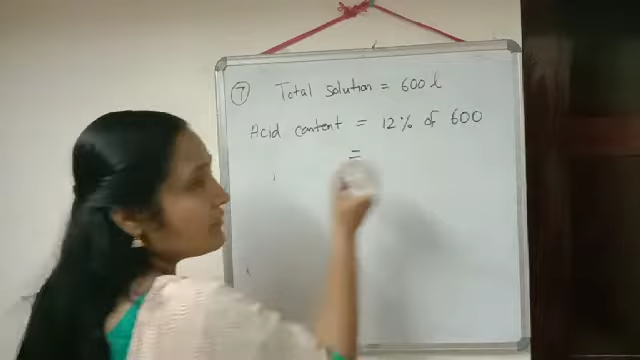 ⑦ Total solution = 600 l
Acid content = 12% of 600
=